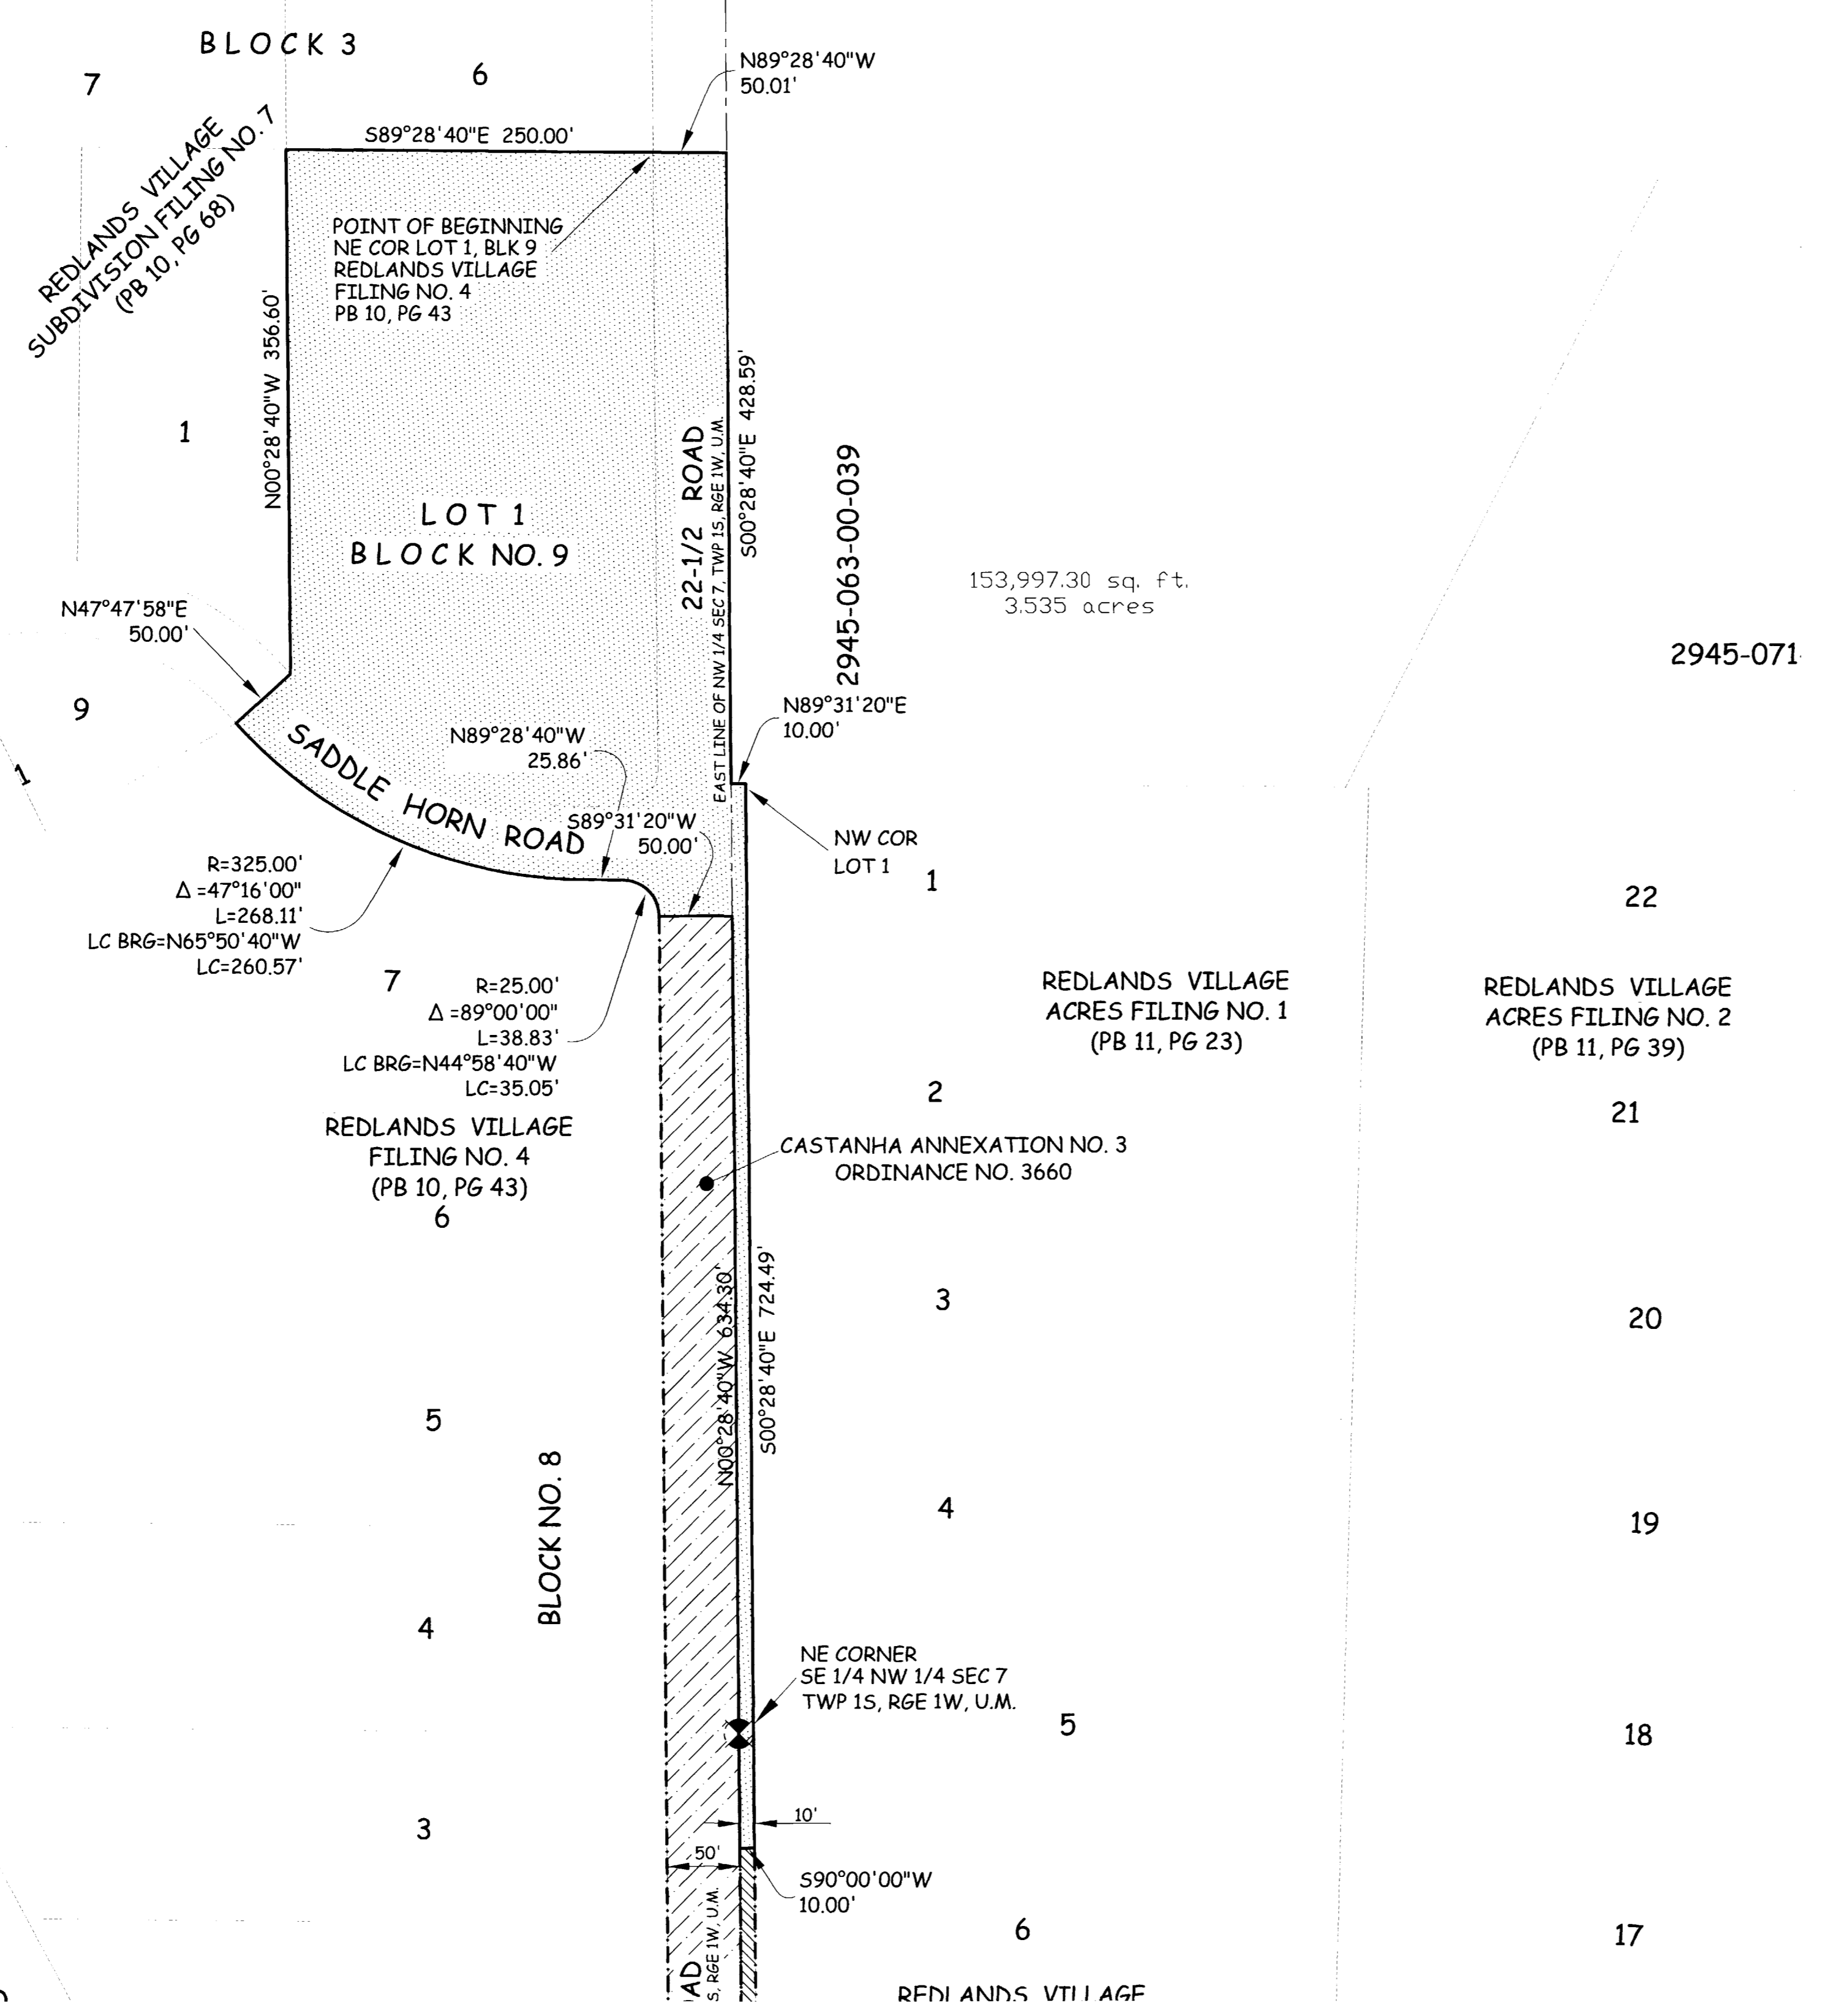 BLOCK 3
7
6
N89°28'40"W
50.01'
S89°28'40"E 250.00'
REDLANDS VILLAGE
SUBDIVISION FILING NO. 7
(PB 10, PG 68)
POINT OF BEGINNING
NE COR LOT 1, BLK 9
REDLANDS VILLAGE
FILING NO. 4
PB 10, PG 43
N00°28'40"W 356.60'
1
LOT 1
BLOCK NO. 9
22-1/2 ROAD
EAST LINE OF NW 1/4 SEC 7, TWP 1S, RGE 1W, U.M.
S00°28'40"E 428.59'
2945-063-00-039
153,997.30 sq. ft.
3.535 acres
2945-071
N47°47'58"E
50.00'
9
1
SADDLE HORN ROAD
N89°28'40"W
25.86'
S89°31'20"W
50.00'
N89°31'20"E
10.00'
NW COR
LOT 1
1
22
R=325.00'
Δ =47°16'00"
L=268.11'
LC BRG=N65°50'40"W
LC=260.57'
7
R=25.00'
Δ =89°00'00"
L=38.83'
LC BRG=N44°58'40"W
LC=35.05'
REDLANDS VILLAGE
ACRES FILING NO. 1
(PB 11, PG 23)
REDLANDS VILLAGE
ACRES FILING NO. 2
(PB 11, PG 39)
2
21
REDLANDS VILLAGE
FILING NO. 4
(PB 10, PG 43)
6
CASTANHA ANNEXATION NO. 3
ORDINANCE NO. 3660
N00°28'40"W 634.30'
S00°28'40"E 724.49'
3
20
5
BLOCK NO. 8
4
19
4
NE CORNER
SE 1/4 NW 1/4 SEC 7
TWP 1S, RGE 1W, U.M.
5
18
3
10'
50'
S90°00'00"W
10.00'
6
17
AD
S, RGE 1W, U.M.
REDLANDS VILLAGE